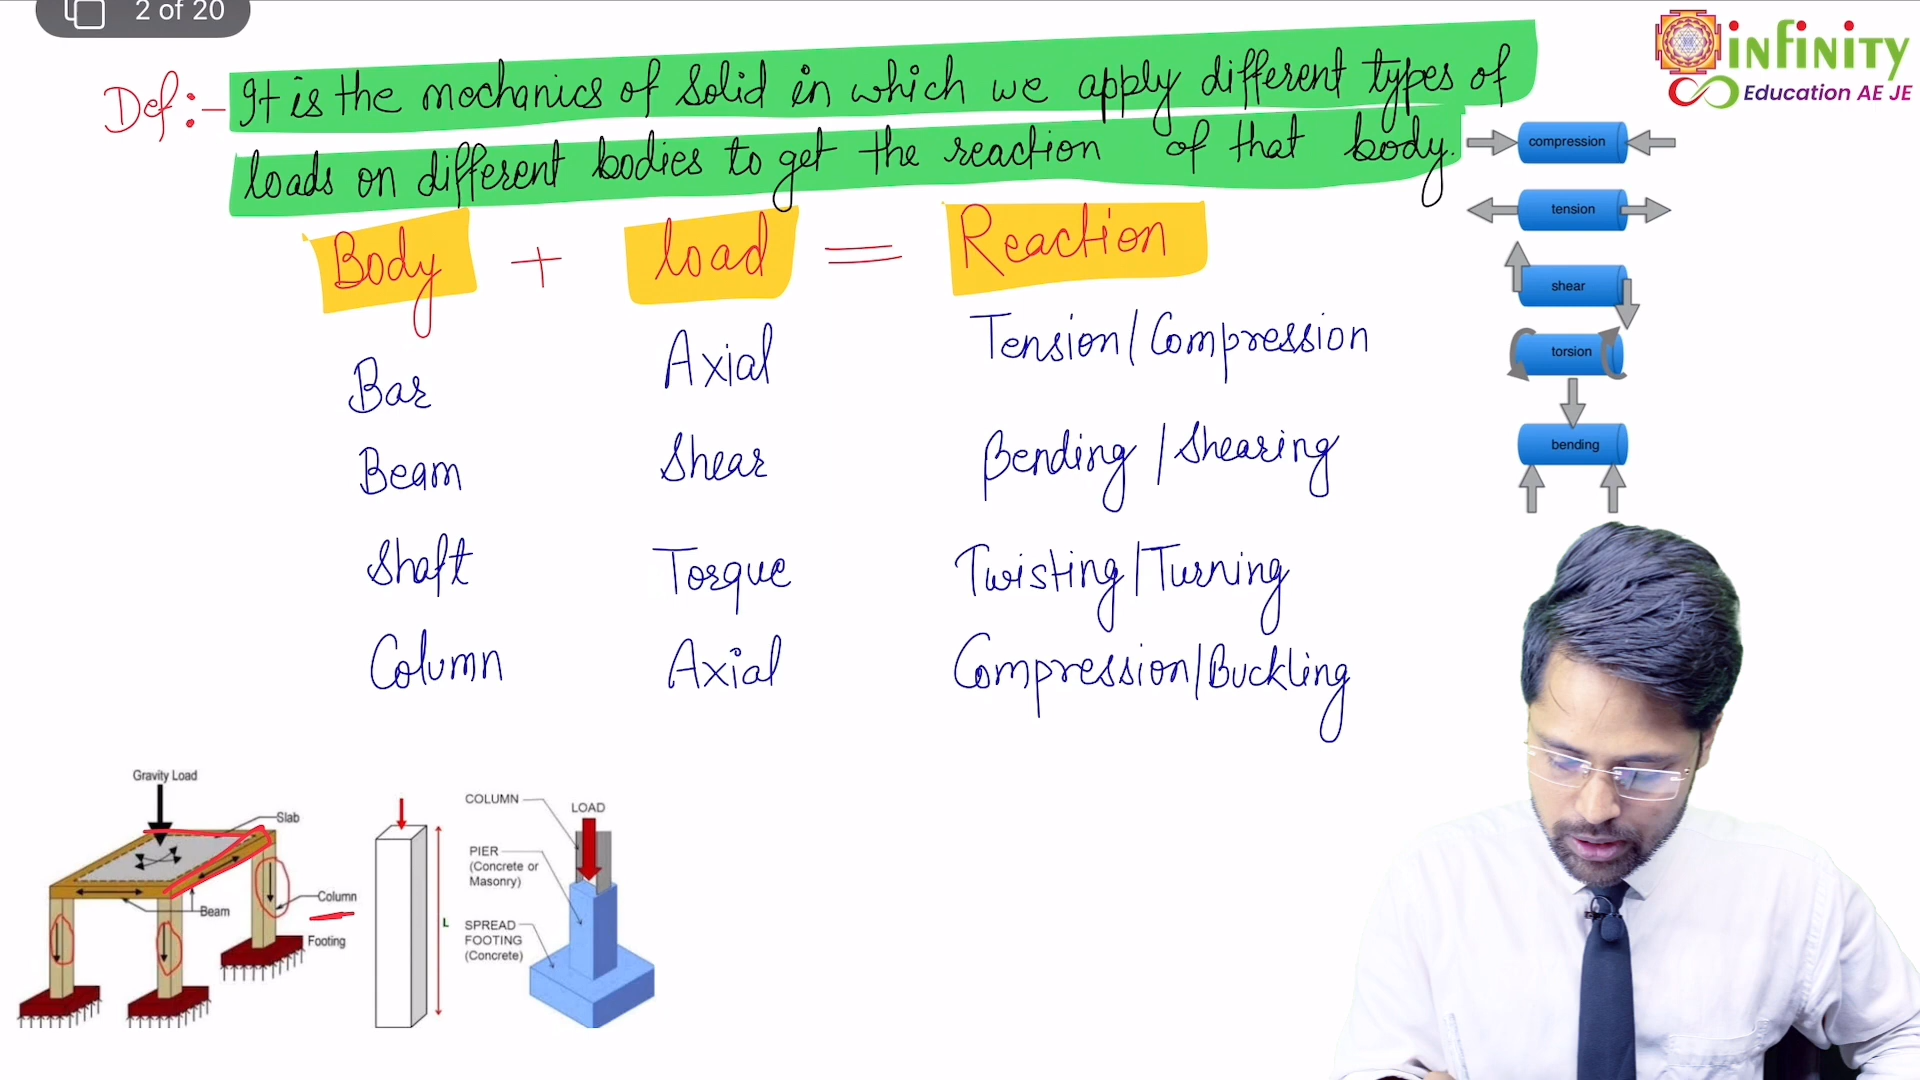 2 of 20
infinity
Education AE JE
Def:- It is the mechanics of solid in which we apply different types of
loads on different bodies to get the reaction of that body.
Body + load = Reaction
Bar Axial Tension/Compression
Beam Shear Bending/Shearing
Shaft Torque Twisting/Turning
Column Axial Compression/Buckling
compression
tension
shear
torsion
bending
Gravity Load
Slab
Column
Beam
Footing
L
COLUMN
LOAD
PIER
(Concrete or
Masonry)
SPREAD
FOOTING
(Concrete)